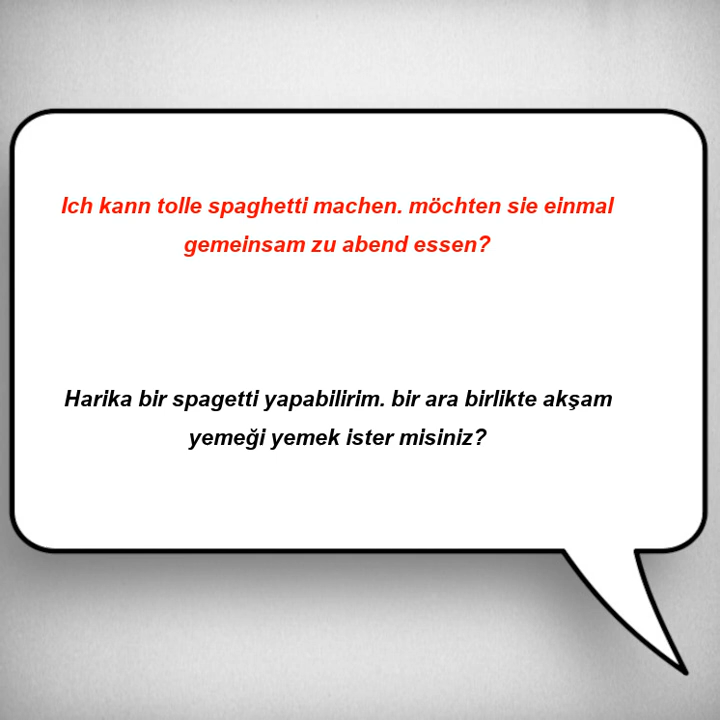 Ich kann tolle spaghetti machen. möchten sie einmal
gemeinsam zu abend essen?
Harika bir spagetti yapabilirim. bir ara birlikte akşam
yemeği yemek ister misiniz?